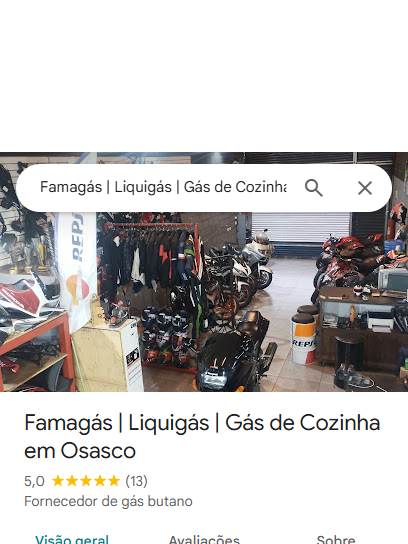 Famagás | Liquigás | Gás de Cozinha
REPS
REPS
Famagás | Liquigás | Gás de Cozinha
em Osasco
5,0 ★★★★★ (13)
Fornecedor de gás butano
Visão geral Avaliações Sobre